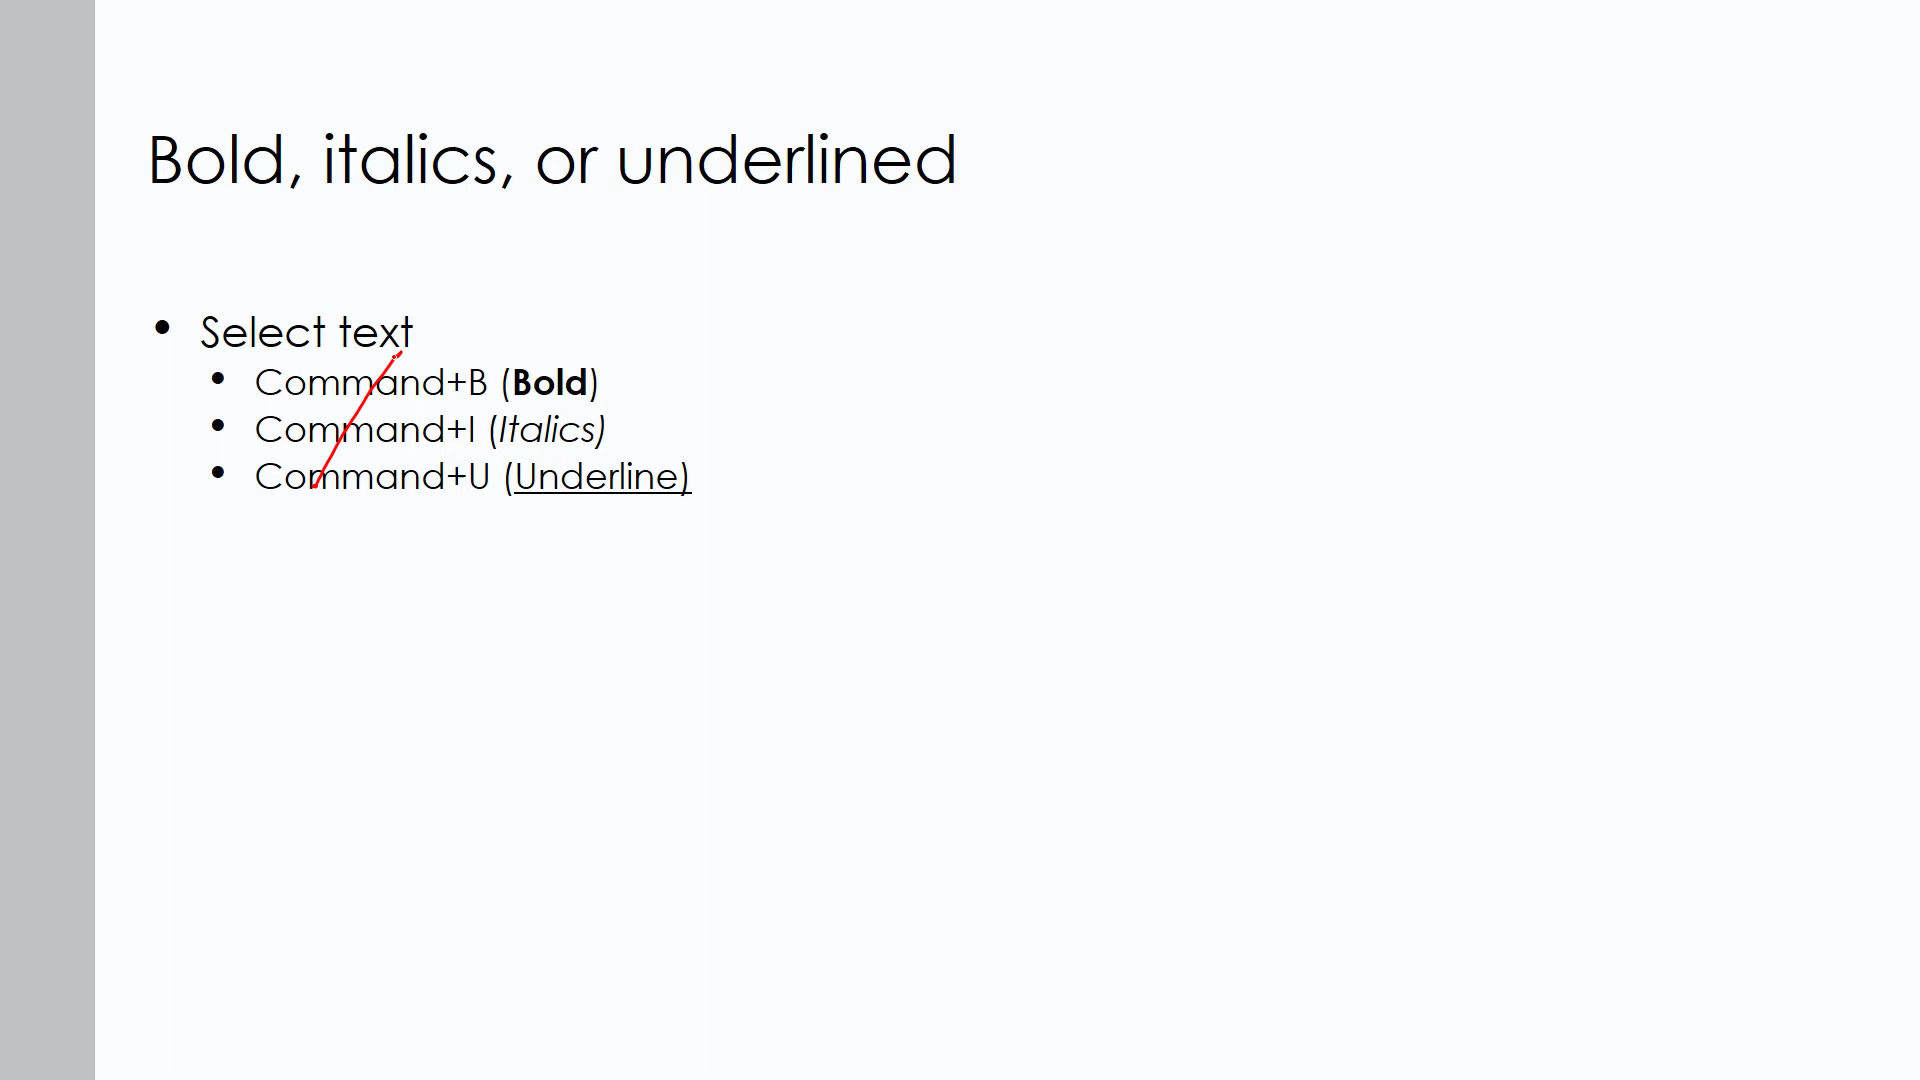 Bold, italics, or underlined
• Select text
• Command+B (Bold)
• Command+I (Italics)
• Command+U (Underline)